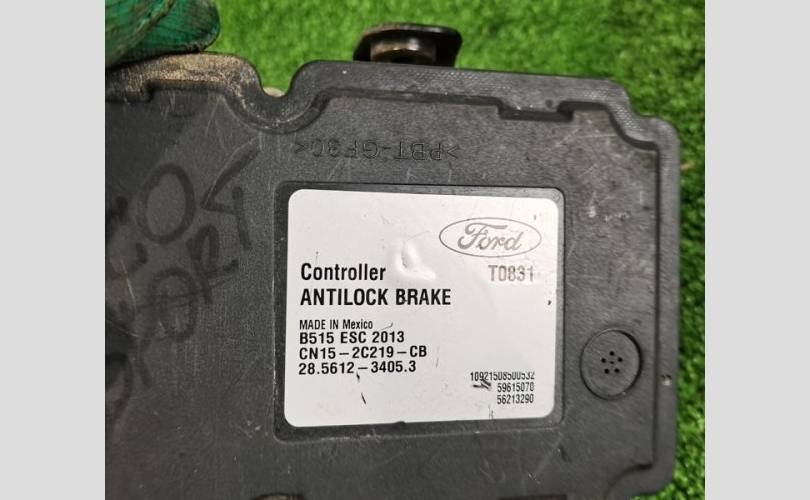 >PBT-GF30<
Ford
Controller T0831
ANTILOCK BRAKE
MADE IN Mexico
B515 ESC 2013
CN15-2C219-CB
28.5612-3405.3
10921508500532
59615070
56213290